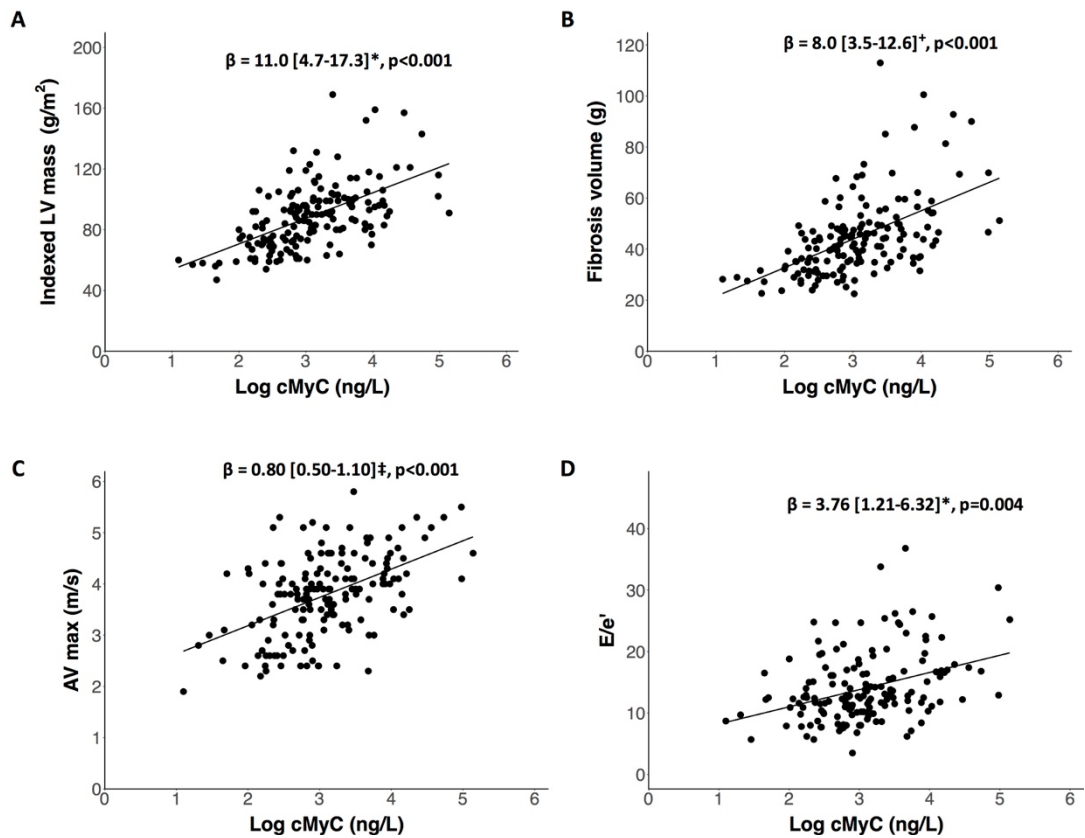 A
β = 11.0 [4.7-17.3]*, p<0.001
Indexed LV mass (g/m²)
200
160
120
80
40
0
0 1 2 3 4 5 6
Log cMyC (ng/L)
B
β = 8.0 [3.5-12.6]⁺, p<0.001
Fibrosis volume (g)
120
100
80
60
40
20
0
0 1 2 3 4 5 6
Log cMyC (ng/L)
C
β = 0.80 [0.50-1.10]‡, p<0.001
AV max (m/s)
6
5
4
3
2
1
0
0 1 2 3 4 5 6
Log cMyC (ng/L)
D
β = 3.76 [1.21-6.32]*, p=0.004
E/e'
40
30
20
10
0
0 1 2 3 4 5 6
Log cMyC (ng/L)